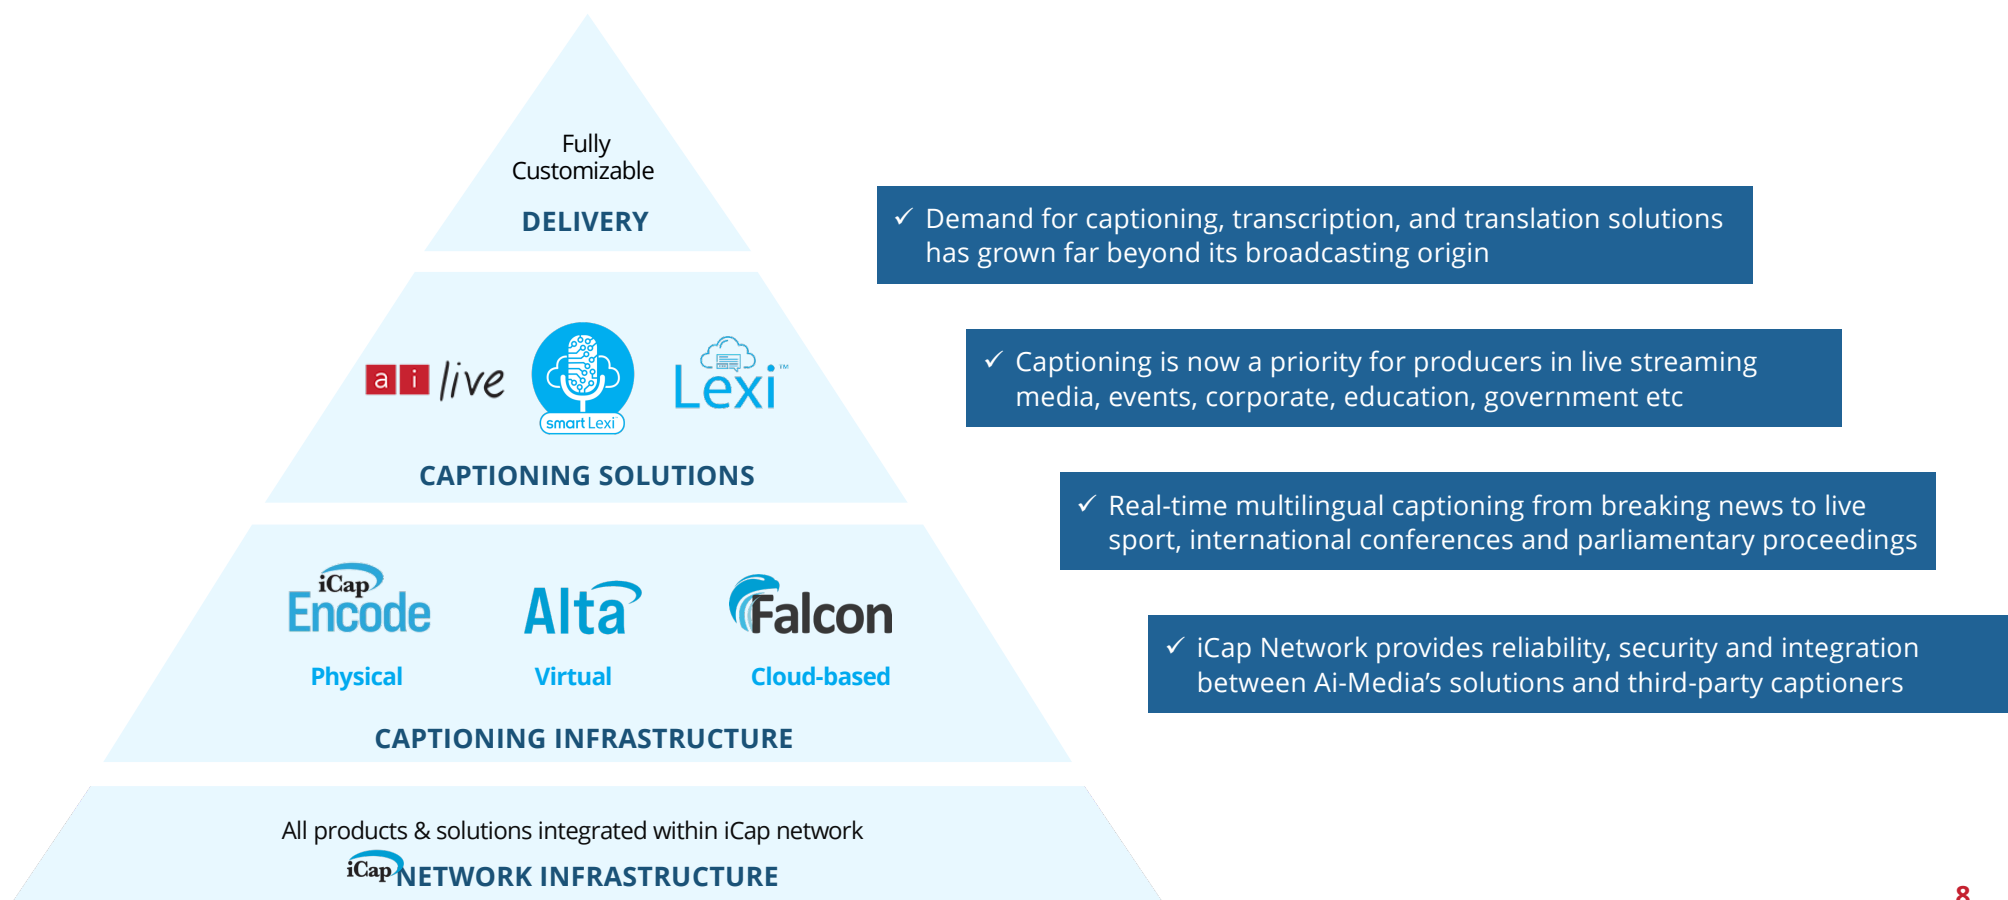 Fully
Customizable
DELIVERY
ai live
smart Lexi
Lexi™
CAPTIONING SOLUTIONS
iCap
Encode
Alta
Falcon
Physical
Virtual
Cloud-based
CAPTIONING INFRASTRUCTURE
All products & solutions integrated within iCap network
iCap NETWORK INFRASTRUCTURE
✓ Demand for captioning, transcription, and translation solutions
has grown far beyond its broadcasting origin
✓ Captioning is now a priority for producers in live streaming
media, events, corporate, education, government etc
✓ Real-time multilingual captioning from breaking news to live
sport, international conferences and parliamentary proceedings
✓ iCap Network provides reliability, security and integration
between Ai-Media’s solutions and third-party captioners
8